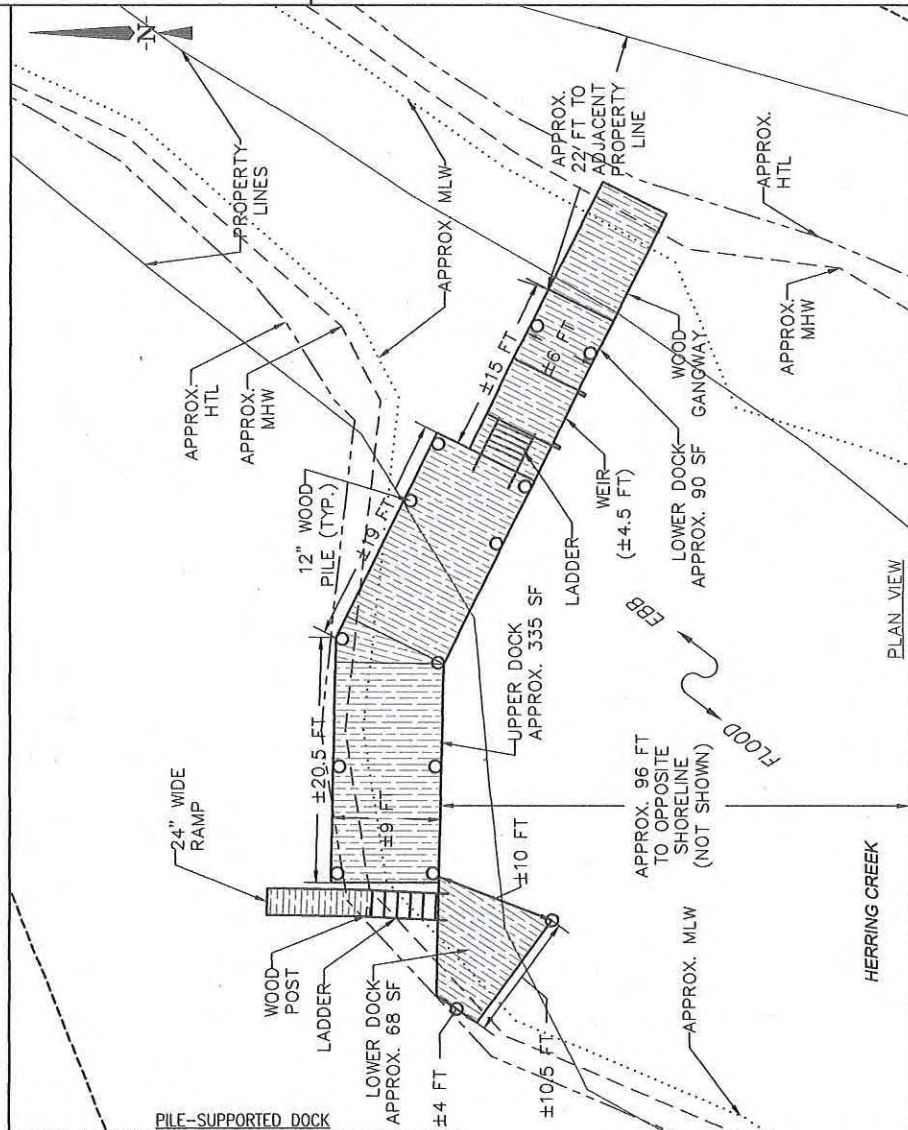 -N-
PROPERTY
LINES
APPROX. MLW
APPROX.
22' FT TO
ADJACENT
PROPERTY
LINE
APPROX.
HTL
APPROX.
HTL
APPROX.
MHW
APPROX.
MHW
12" WOOD
PILE (TYP.)
±19 FT
±15 FT
±6 FT
WOOD
GANGWAY
LOWER DOCK
APPROX. 90 SF
WEIR
(±4.5 FT)
LADDER
UPPER DOCK
APPROX. 335 SF
±20.5 FT
±9 FT
24" WIDE
RAMP
WOOD
POST
LADDER
LOWER DOCK
APPROX. 68 SF
±4 FT
±10.5 FT
±10 FT
EBB
FLOOD
APPROX. 96 FT
TO OPPOSITE
SHORELINE
(NOT SHOWN)
APPROX. MLW
HERRING CREEK
PLAN VIEW
PILE-SUPPORTED DOCK